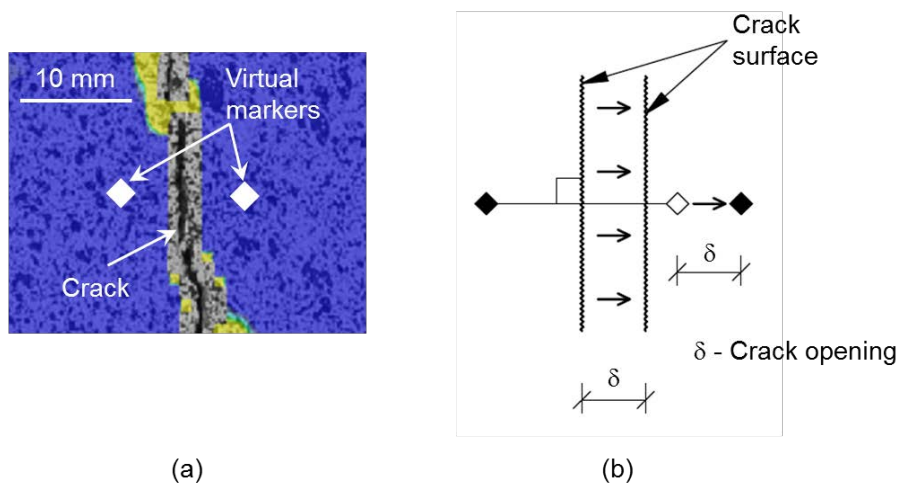 10 mm
Virtual
markers
Crack
(a)
Crack
surface
δ
δ - Crack opening
δ
(b)